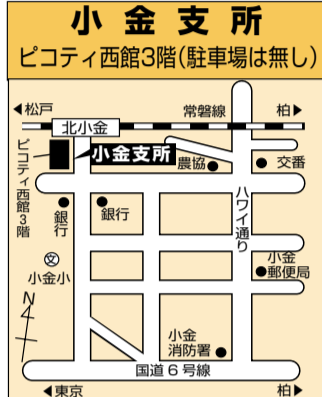 小金支所
ピコティ西館3階(駐車場は無し)
◀松戸
常磐線
柏▶
北小金
小金支所
ピコティ西館3階
農協
交番
銀行
銀行
ハワイ通り
文
小金小
小金
郵便局
N
小金
消防署
国道6号線
◀東京
柏▶